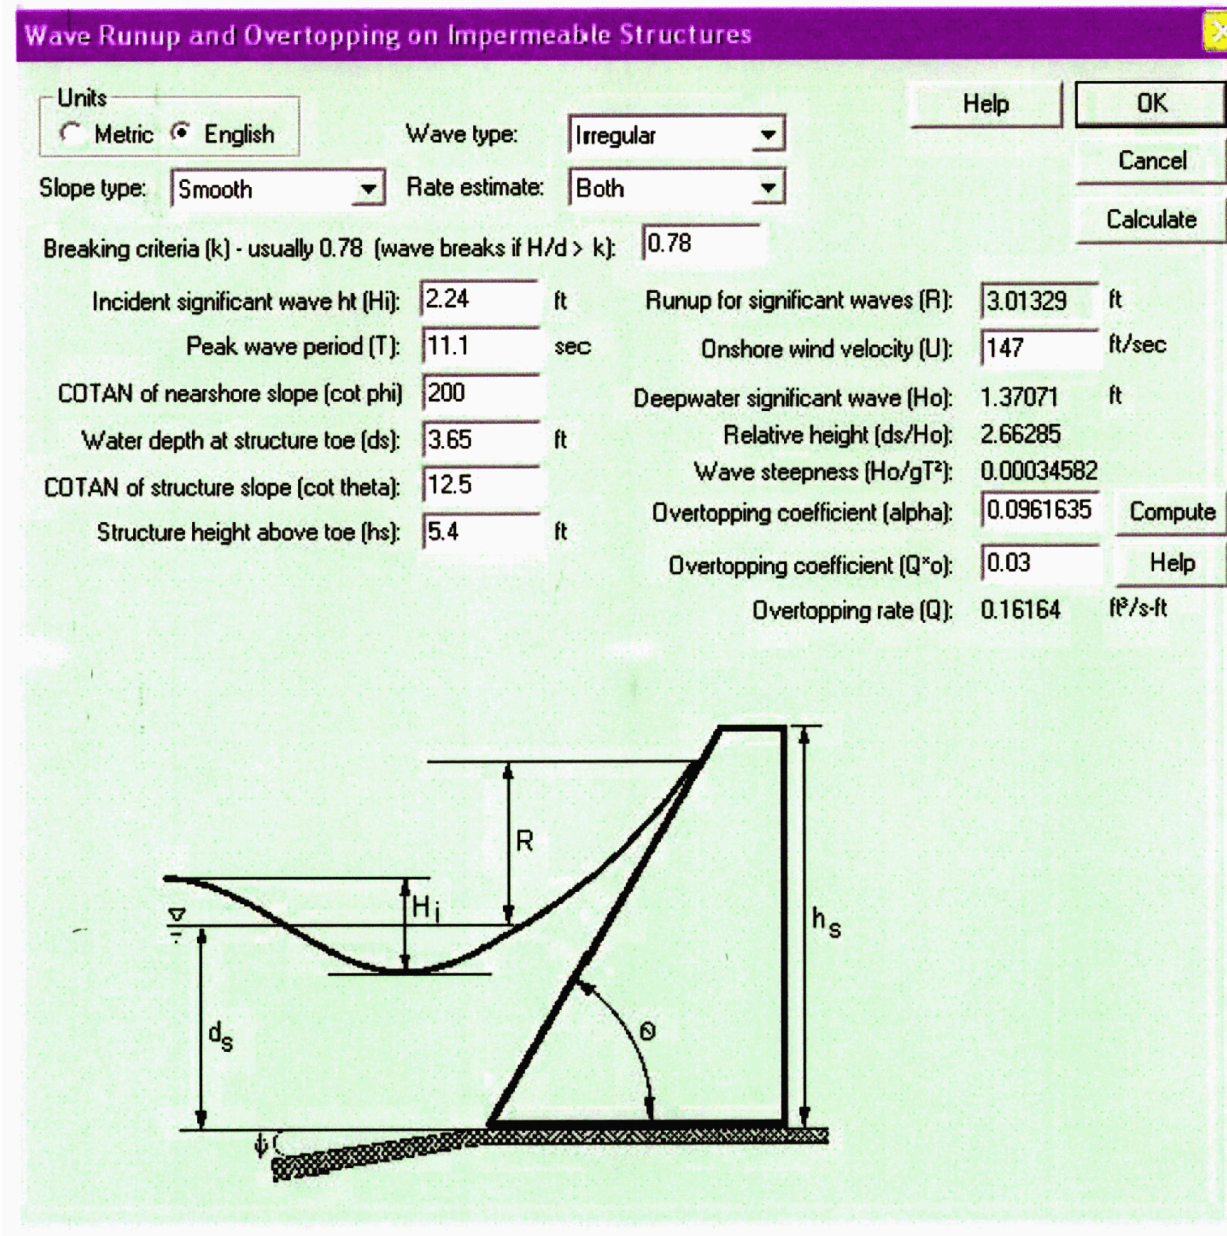 Wave Runup and Overtopping on Impermeable Structures
Units
Metric English
Wave type: Irregular
Help OK
Cancel
Slope type: Smooth
Rate estimate: Both
Calculate
Breaking criteria (k) - usually 0.78 (wave breaks if H/d > k): 0.78
Incident significant wave ht (Hi): 2.24 ft
Peak wave period (T): 11.1 sec
COTAN of nearshore slope (cot phi) 200
Water depth at structure toe (ds): 3.65 ft
COTAN of structure slope (cot theta): 12.5
Structure height above toe (hs): 5.4 ft
Runup for significant waves (R): 3.01329 ft
Onshore wind velocity (U): 147 ft/sec
Deepwater significant wave (Ho): 1.37071 ft
Relative height (ds/Ho): 2.66285
Wave steepness (Ho/gT²): 0.00034582
Overtopping coefficient (alpha): 0.0961635 Compute
Overtopping coefficient (Q*o): 0.03 Help
Overtopping rate (Q): 0.16164 ft³/s-ft
R
Hi
hs
ds
θ
ψ